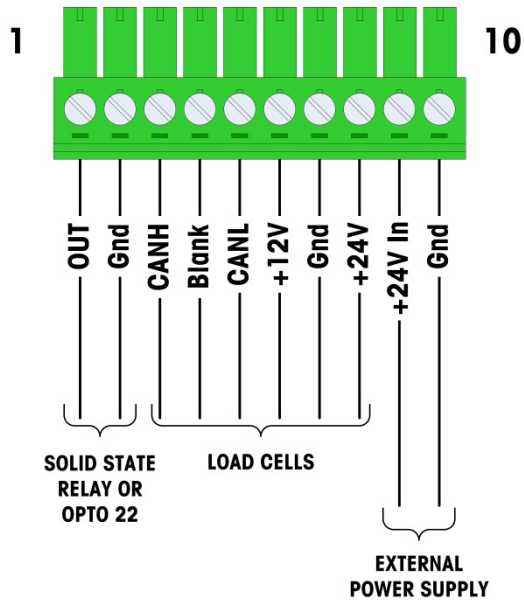 1
10
OUT
Gnd
CANH
Blank
CANL
+12V
Gnd
+24V
+24V In
Gnd
SOLID STATE
RELAY OR
OPTO 22
LOAD CELLS
EXTERNAL
POWER SUPPLY